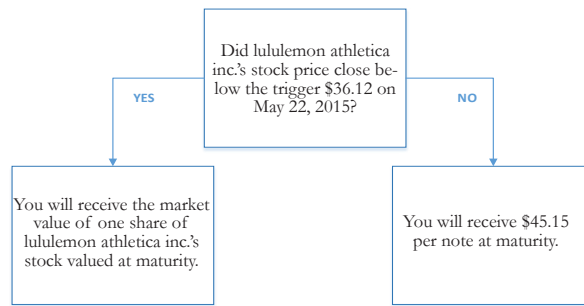 Did lululemon athletica
inc.'s stock price close be-
low the trigger $36.12 on
May 22, 2015?
YES
NO
You will receive the market
value of one share of
lululemon athletica inc.'s
stock valued at maturity.
You will receive $45.15
per note at maturity.